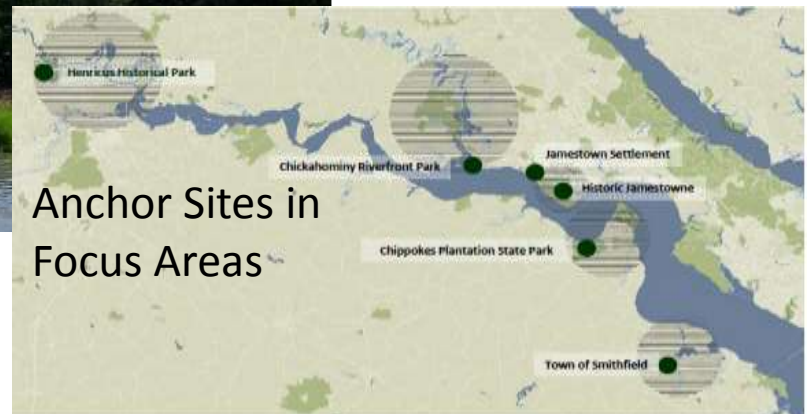 Henricus Historical Park
Chickahominy Riverfront Park
Jamestown Settlement
Historic Jamestowne
Anchor Sites in
Focus Areas
Chippokes Plantation State Park
Town of Smithfield